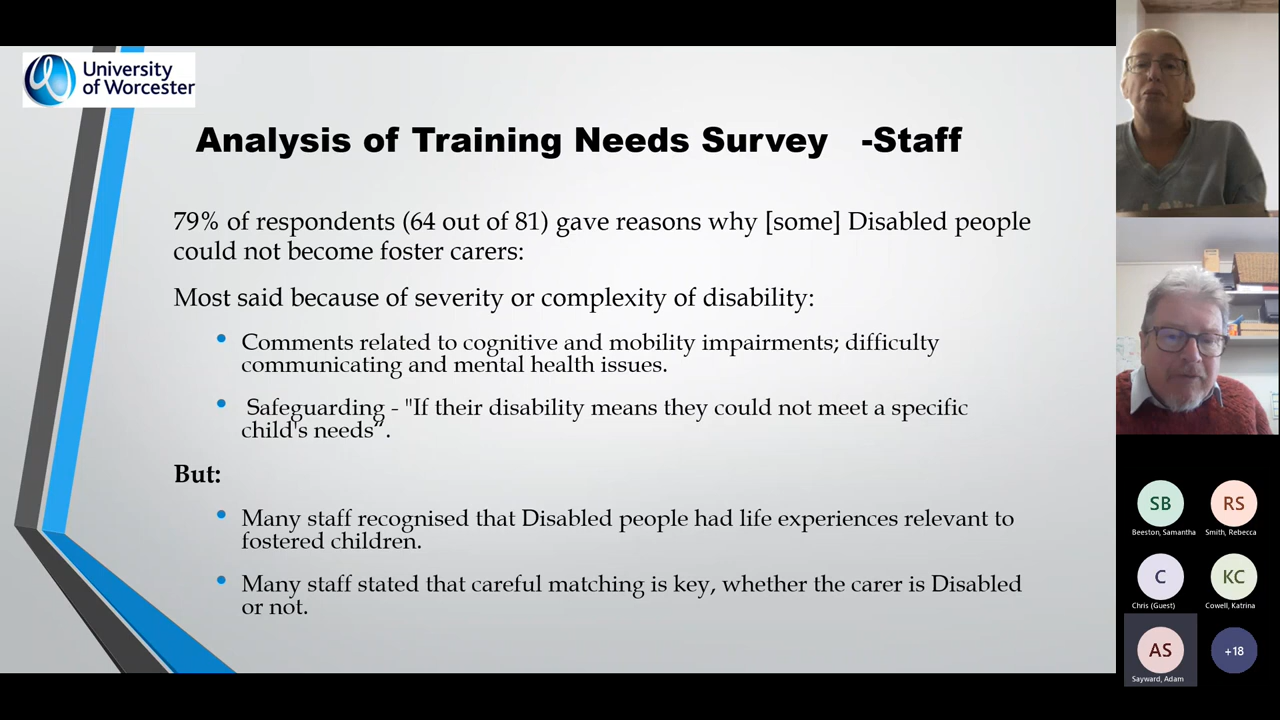 University
of Worcester
Analysis of Training Needs Survey -Staff
79% of respondents (64 out of 81) gave reasons why [some] Disabled people
could not become foster carers:
Most said because of severity or complexity of disability:
• Comments related to cognitive and mobility impairments; difficulty
communicating and mental health issues.
• Safeguarding - "If their disability means they could not meet a specific
child's needs”.
But:
• Many staff recognised that Disabled people had life experiences relevant to
fostered children.
• Many staff stated that careful matching is key, whether the carer is Disabled
or not.
SB
Beeston, Samantha
RS
Smith, Rebecca
C
Chris (Guest)
KC
Cowell, Katrina
AS
Sayward, Adam
+18